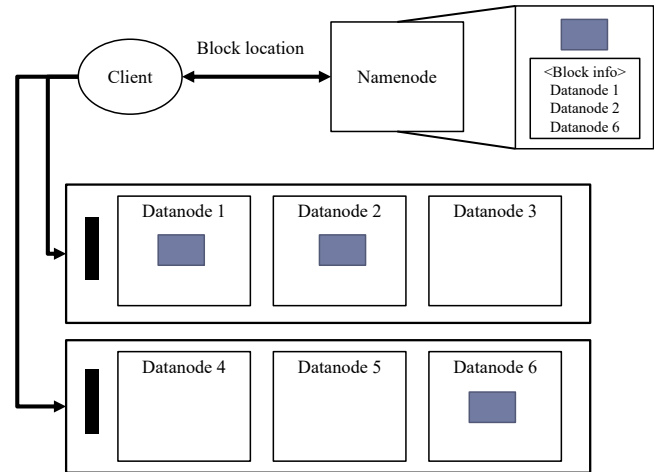 Block location
Client
Namenode
<Block info>
Datanode 1
Datanode 2
Datanode 6
Datanode 1
Datanode 2
Datanode 3
Datanode 4
Datanode 5
Datanode 6